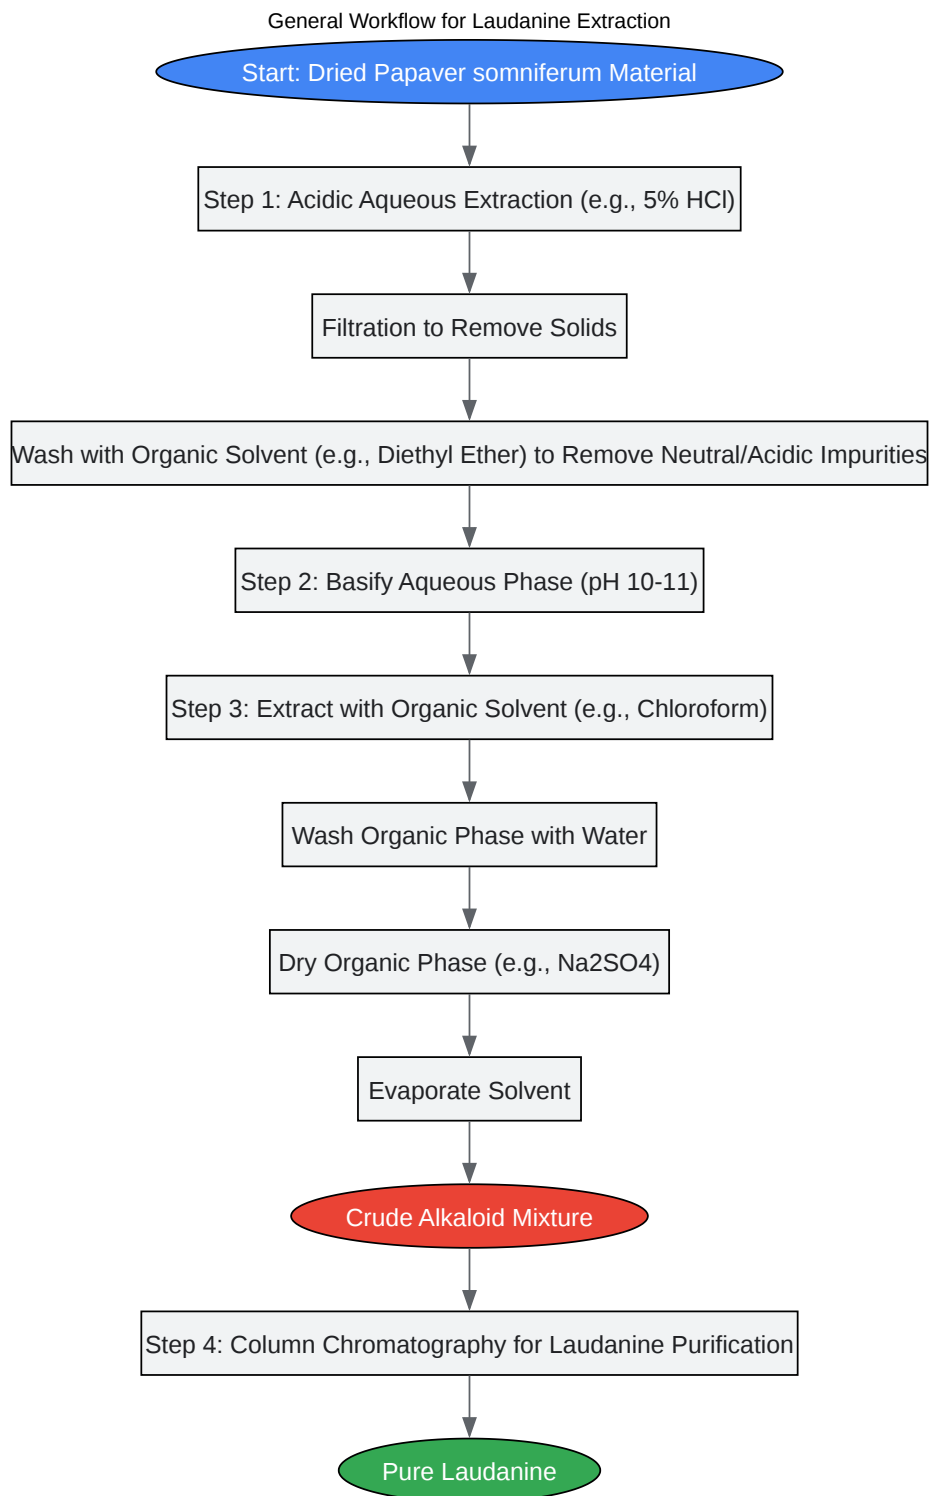 General Workflow for Laudanine Extraction
Start: Dried Papaver somniferum Material
Step 1: Acidic Aqueous Extraction (e.g., 5% HCl)
Filtration to Remove Solids
Wash with Organic Solvent (e.g., Diethyl Ether) to Remove Neutral/Acidic Impurities
Step 2: Basify Aqueous Phase (pH 10-11)
Step 3: Extract with Organic Solvent (e.g., Chloroform)
Wash Organic Phase with Water
Dry Organic Phase (e.g., Na2SO4)
Evaporate Solvent
Crude Alkaloid Mixture
Step 4: Column Chromatography for Laudanine Purification
Pure Laudanine